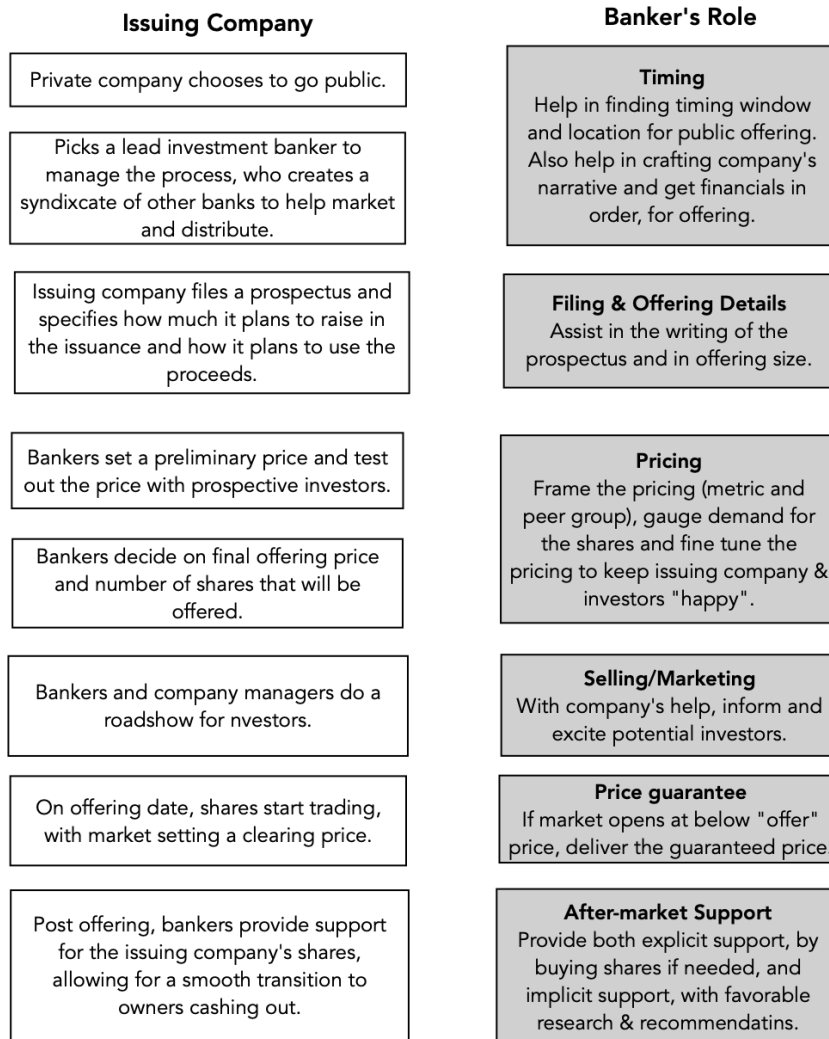 Issuing Company
Private company chooses to go public.
Picks a lead investment banker to
manage the process, who creates a
syndixcate of other banks to help market
and distribute.
Issuing company files a prospectus and
specifies how much it plans to raise in
the issuance and how it plans to use the
proceeds.
Bankers set a preliminary price and test
out the price with prospective investors.
Bankers decide on final offering price
and number of shares that will be
offered.
Bankers and company managers do a
roadshow for nvestors.
On offering date, shares start trading,
with market setting a clearing price.
Post offering, bankers provide support
for the issuing company's shares,
allowing for a smooth transition to
owners cashing out.
Banker's Role
Timing
Help in finding timing window
and location for public offering.
Also help in crafting company's
narrative and get financials in
order, for offering.
Filing & Offering Details
Assist in the writing of the
prospectus and in offering size.
Pricing
Frame the pricing (metric and
peer group), gauge demand for
the shares and fine tune the
pricing to keep issuing company &
investors "happy".
Selling/Marketing
With company's help, inform and
excite potential investors.
Price guarantee
If market opens at below "offer"
price, deliver the guaranteed price.
After-market Support
Provide both explicit support, by
buying shares if needed, and
implicit support, with favorable
research & recommendatins.